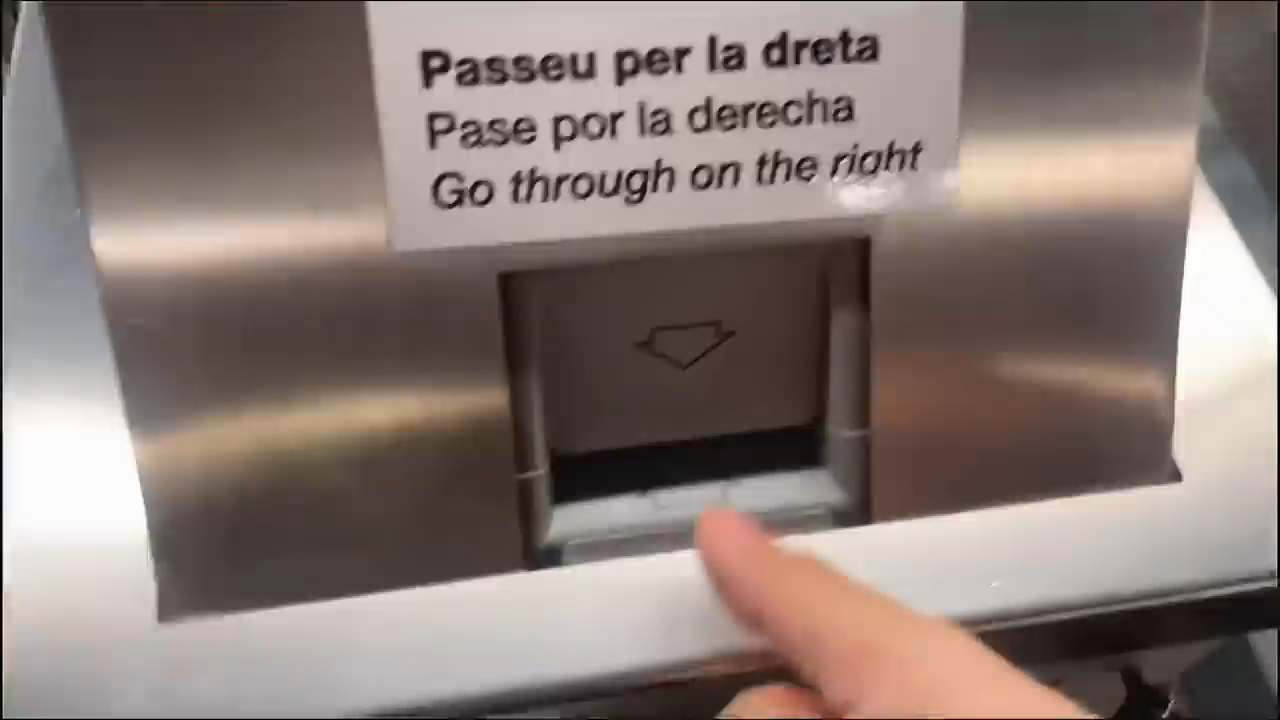 Passeu per la dreta
Pase por la derecha
Go through on the right